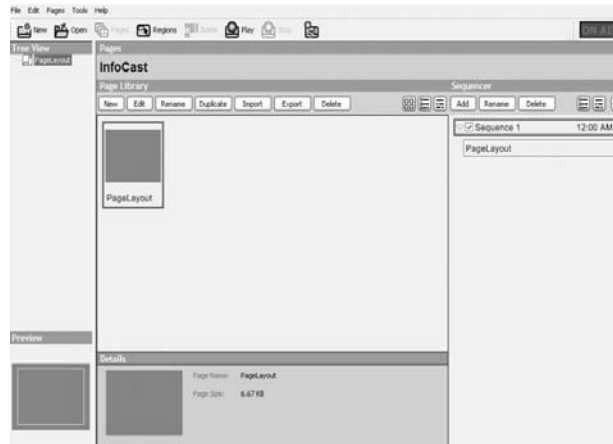 File Edit Pages Tools Help
New Open Pages Regions Items Play Stop ON AI
Tree View
PageLayout
Pages
InfoCast
Page Library
New Edit Rename Duplicate Import Export Delete
PageLayout
Sequencer
Add Rename Delete
Sequence 1 12:00 AM
PageLayout
Preview
Details
Page Name: PageLayout
Page Size: 6.67 KB